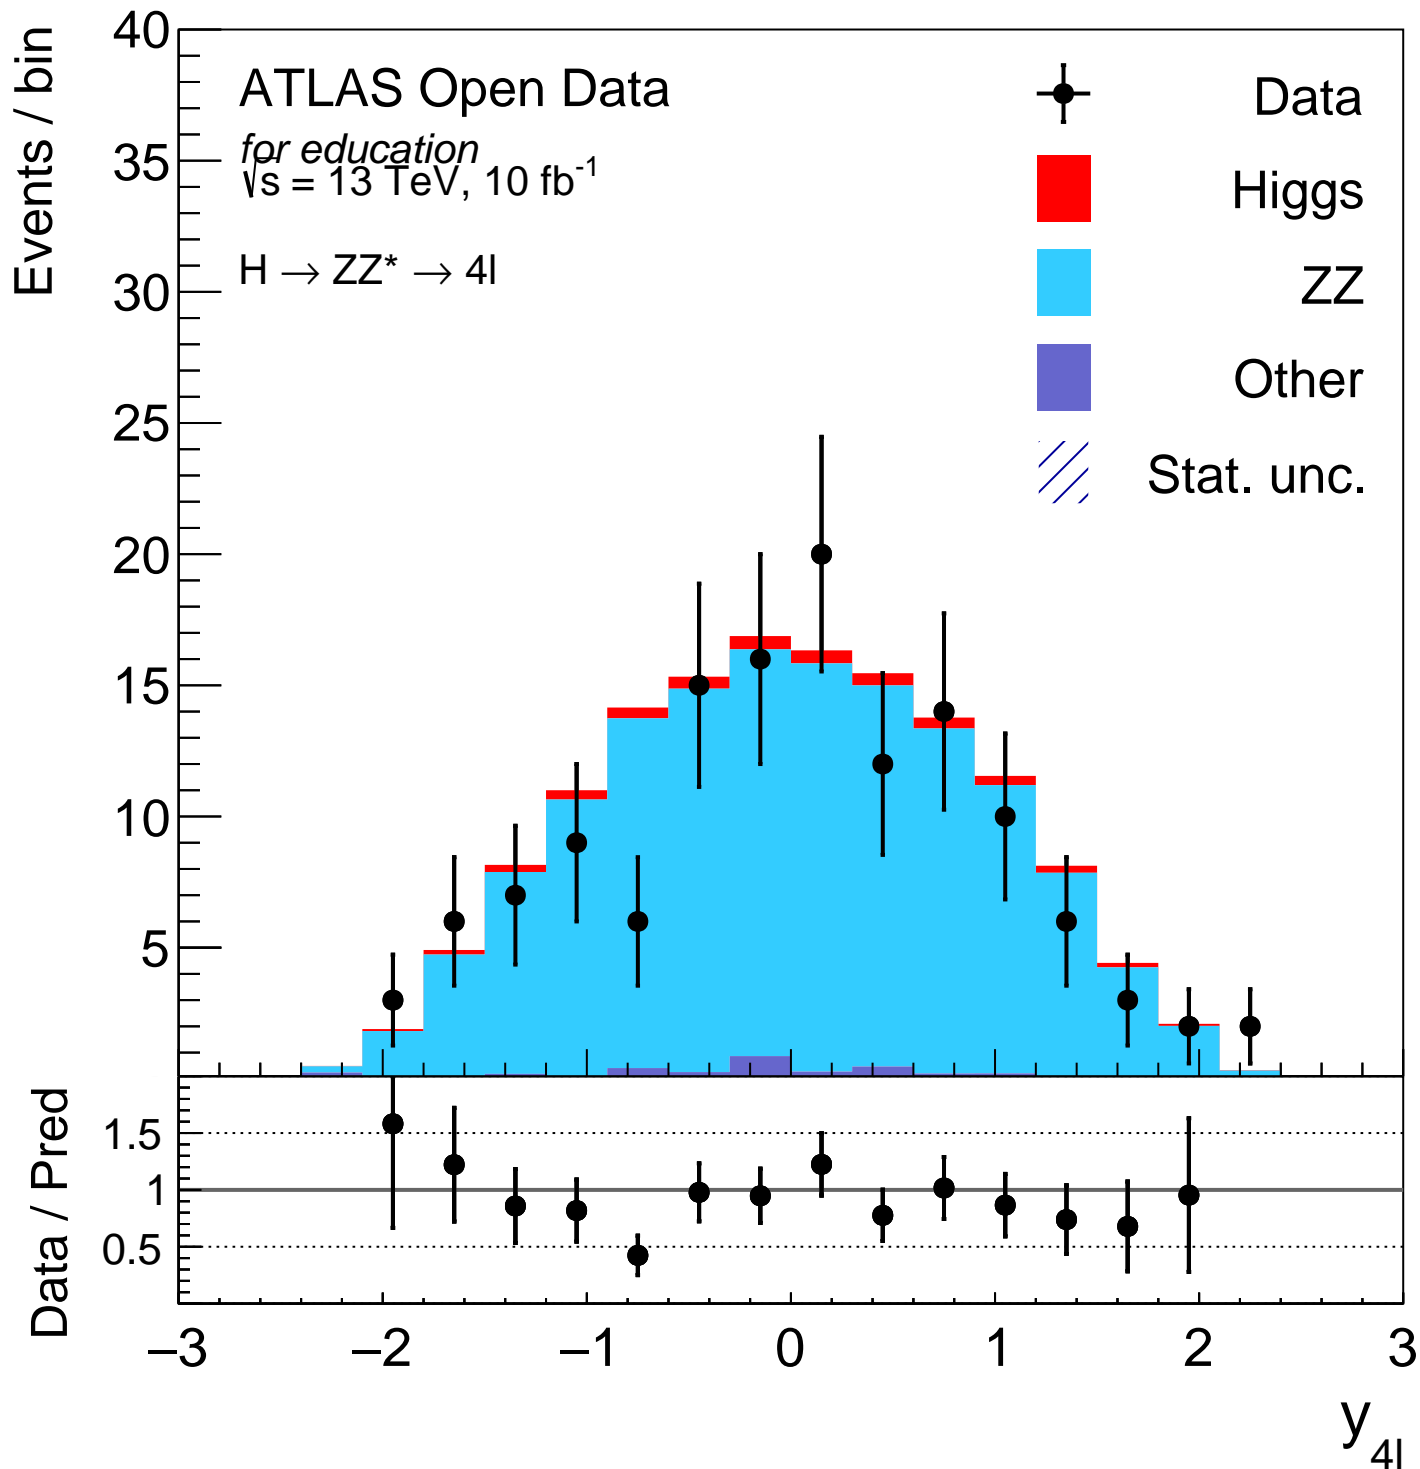 Events / bin
40
35
30
25
20
15
10
5
ATLAS Open Data
for education
√s = 13 TeV, 10 fb⁻¹
H → ZZ* → 4l
Data
Higgs
ZZ
Other
Stat. unc.
Data / Pred
1.5
1
0.5
−3 −2 −1 0 1 2 3
y₄ₗ